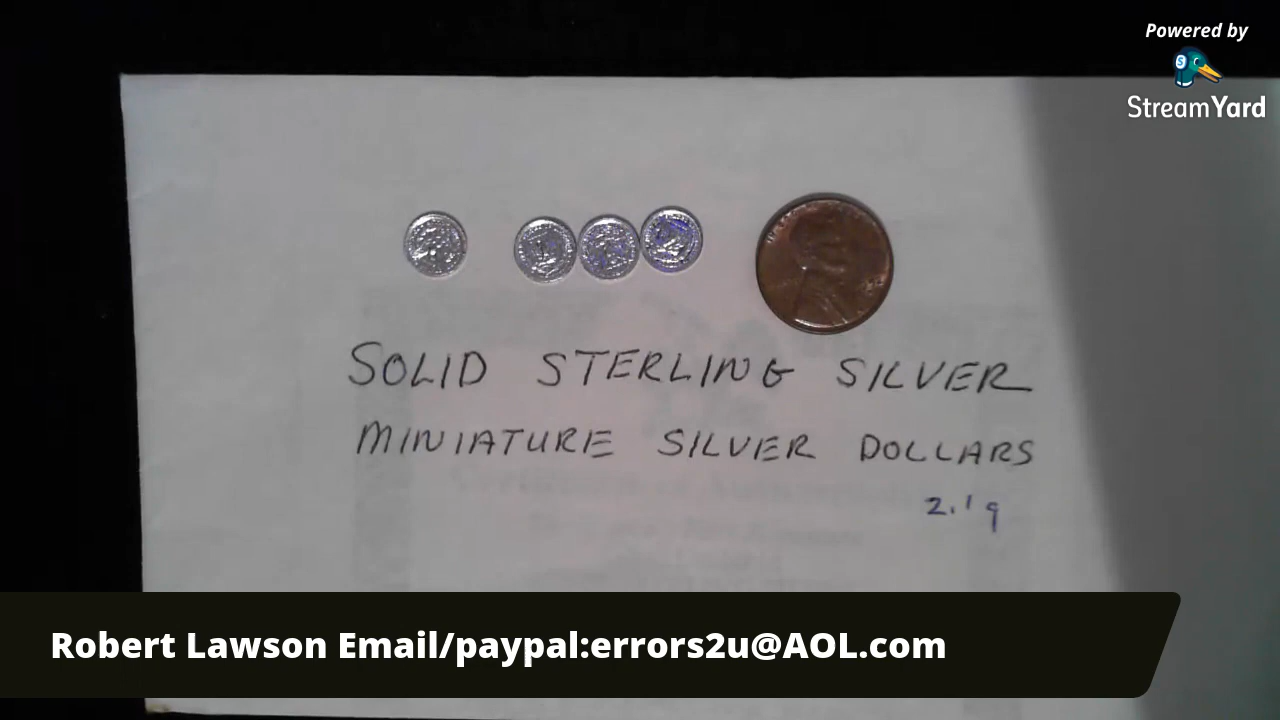 Powered by
StreamYard
SOLID STERLING SILVER
MINIATURE SILVER DOLLARS
2.1g
Robert Lawson Email/paypal:errors2u@AOL.com